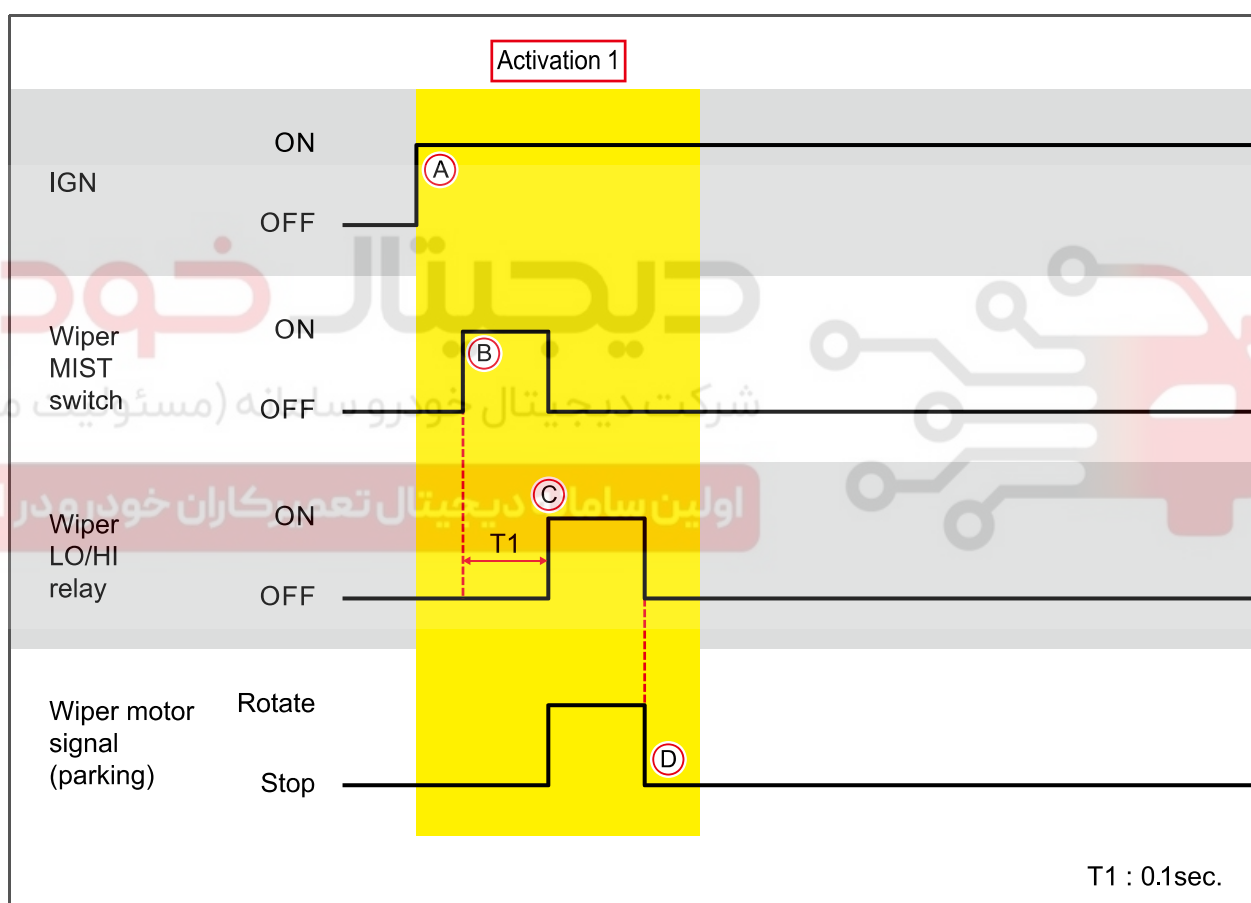 Activation 1
ON
IGN
A
OFF
دیجیتال خود
Wiper
MIST
switch
ON
B
OFF
شرکت دیجیتال خودرو سامانه (مسئولیت
اولین سامانه دیجیتال تعمیرکاران خودرو در
Wiper
LO/HI
relay
ON
C
T1
OFF
Wiper motor
signal
(parking)
Rotate
Stop
D
T1 : 0.1sec.